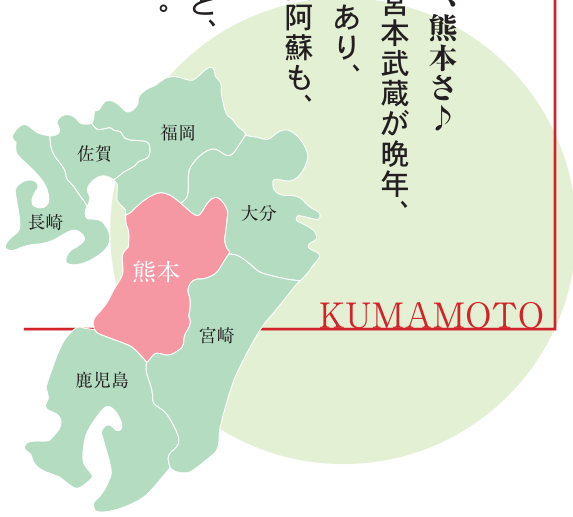 、熊本さ♪
宮本武蔵が晩年、
あり、
阿蘇も、
と、
。
福岡
佐賀
長崎
大分
熊本
宮崎
鹿児島
KUMAMOTO